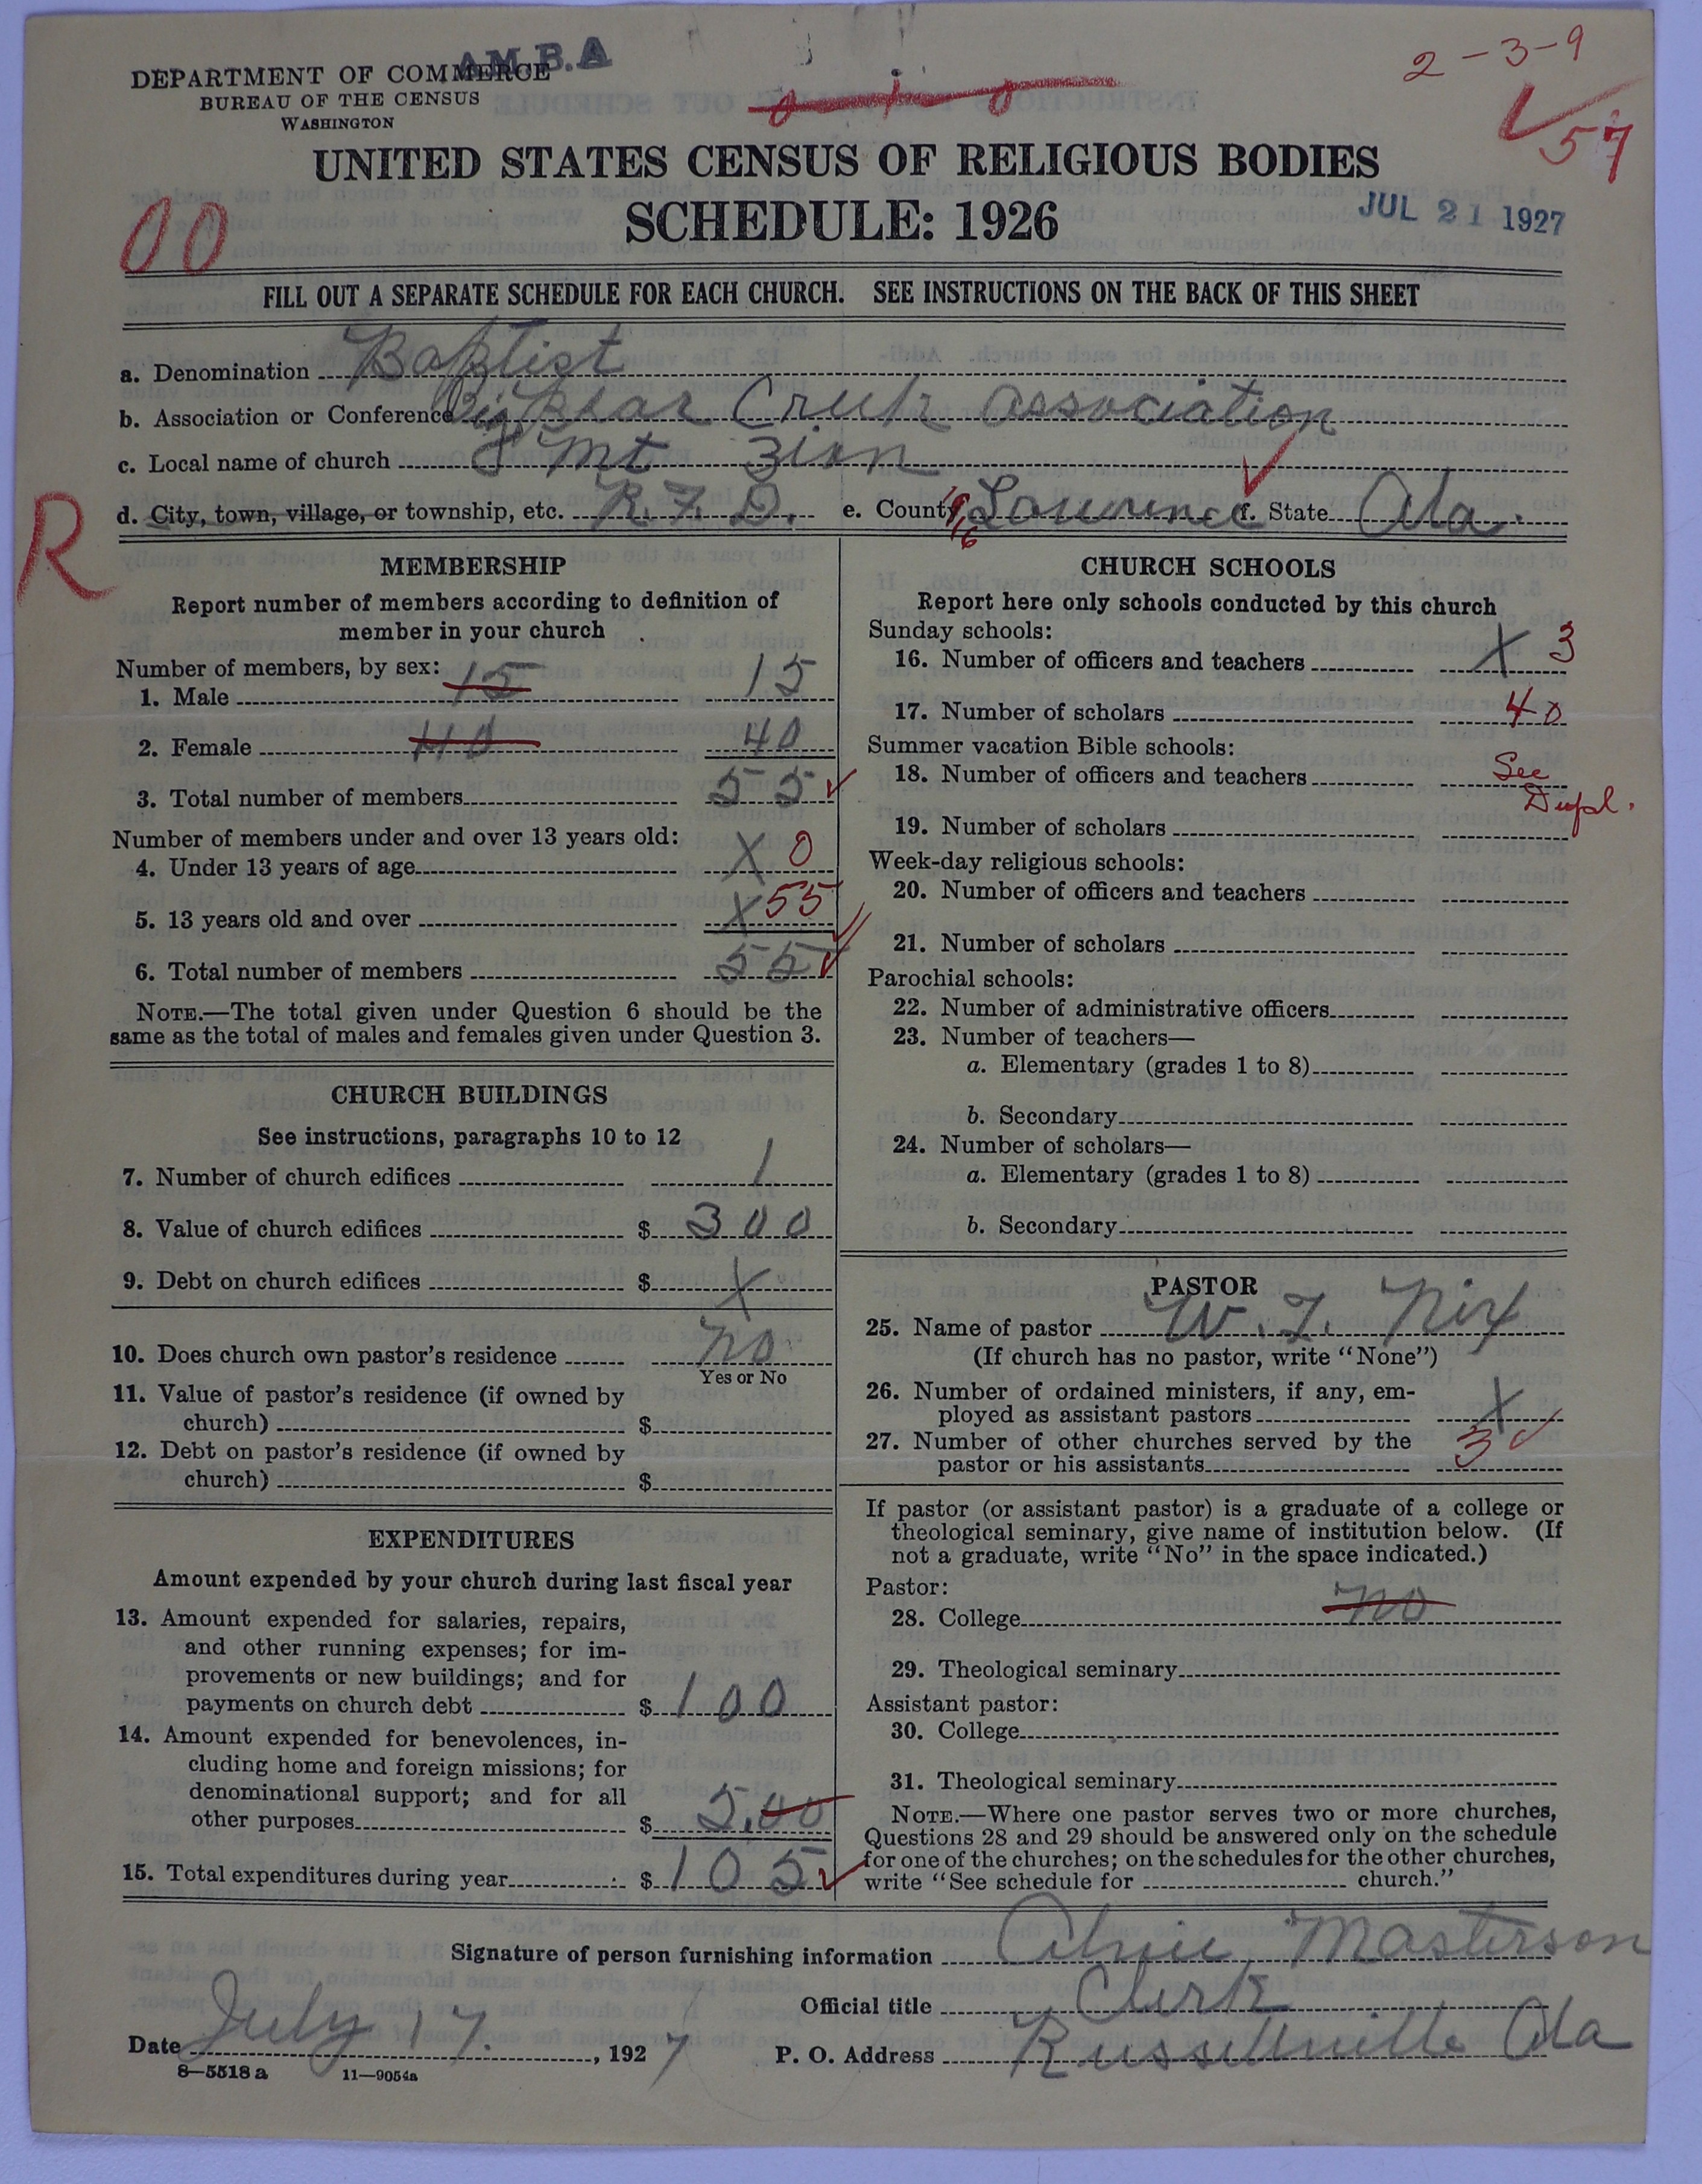 A.M.B.A
DEPARTMENT OF COMMERCE
BUREAU OF THE CENSUS
WASHINGTON
2-3-9
57
UNITED STATES CENSUS OF RELIGIOUS BODIES
SCHEDULE: 1926
JUL 21 1927
00
FILL OUT A SEPARATE SCHEDULE FOR EACH CHURCH. SEE INSTRUCTIONS ON THE BACK OF THIS SHEET
a. Denomination Baptist
b. Association or Conference Big Bear Creek Association
c. Local name of church Mt Zion
d. City, town, village, or township, etc. R.F.D. e. County Lawrence f. State Ala.
R
MEMBERSHIP
Report number of members according to definition of
member in your church
Number of members, by sex:
1. Male 15 15
2. Female 40 40
3. Total number of members 55
Number of members under and over 13 years old:
4. Under 13 years of age X 0
5. 13 years old and over X 55
6. Total number of members 55
NOTE.—The total given under Question 6 should be the
same as the total of males and females given under Question 3.
CHURCH BUILDINGS
See instructions, paragraphs 10 to 12
7. Number of church edifices 1
8. Value of church edifices $ 300
9. Debt on church edifices $ X
10. Does church own pastor's residence No
Yes or No
11. Value of pastor's residence (if owned by
church) $
12. Debt on pastor's residence (if owned by
church) $
EXPENDITURES
Amount expended by your church during last fiscal year
13. Amount expended for salaries, repairs,
and other running expenses; for im-
provements or new buildings; and for
payments on church debt $ 100
14. Amount expended for benevolences, in-
cluding home and foreign missions; for
denominational support; and for all
other purposes $ 5.00
15. Total expenditures during year $ 105
CHURCH SCHOOLS
Report here only schools conducted by this church
Sunday schools:
16. Number of officers and teachers X 3
17. Number of scholars 40
Summer vacation Bible schools:
18. Number of officers and teachers See
Dupl.
19. Number of scholars
Week-day religious schools:
20. Number of officers and teachers
21. Number of scholars
Parochial schools:
22. Number of administrative officers
23. Number of teachers—
a. Elementary (grades 1 to 8)
b. Secondary
24. Number of scholars—
a. Elementary (grades 1 to 8)
b. Secondary
PASTOR
25. Name of pastor W. T. Nix
(If church has no pastor, write "None")
26. Number of ordained ministers, if any, em-
ployed as assistant pastors X
27. Number of other churches served by the
pastor or his assistants 3
If pastor (or assistant pastor) is a graduate of a college or
theological seminary, give name of institution below. (If
not a graduate, write "No" in the space indicated.)
Pastor:
28. College No
29. Theological seminary
Assistant pastor:
30. College
31. Theological seminary
NOTE.—Where one pastor serves two or more churches,
Questions 28 and 29 should be answered only on the schedule
for one of the churches; on the schedules for the other churches,
write "See schedule for church."
Signature of person furnishing information Masterson
Official title Clerk
Date July 17, 1927 P. O. Address Russellville Ala
8—5518 a 11—9054a